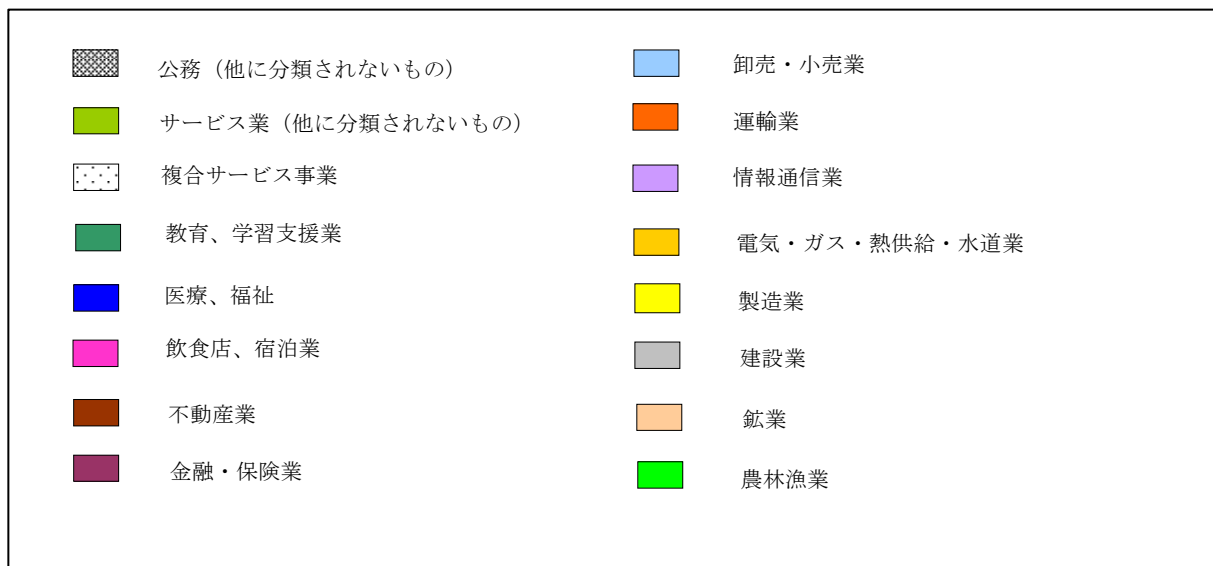 公務（他に分類されないもの）
サービス業（他に分類されないもの）
複合サービス事業
教育、学習支援業
医療、福祉
飲食店、宿泊業
不動産業
金融・保険業
卸売・小売業
運輸業
情報通信業
電気・ガス・熱供給・水道業
製造業
建設業
鉱業
農林漁業